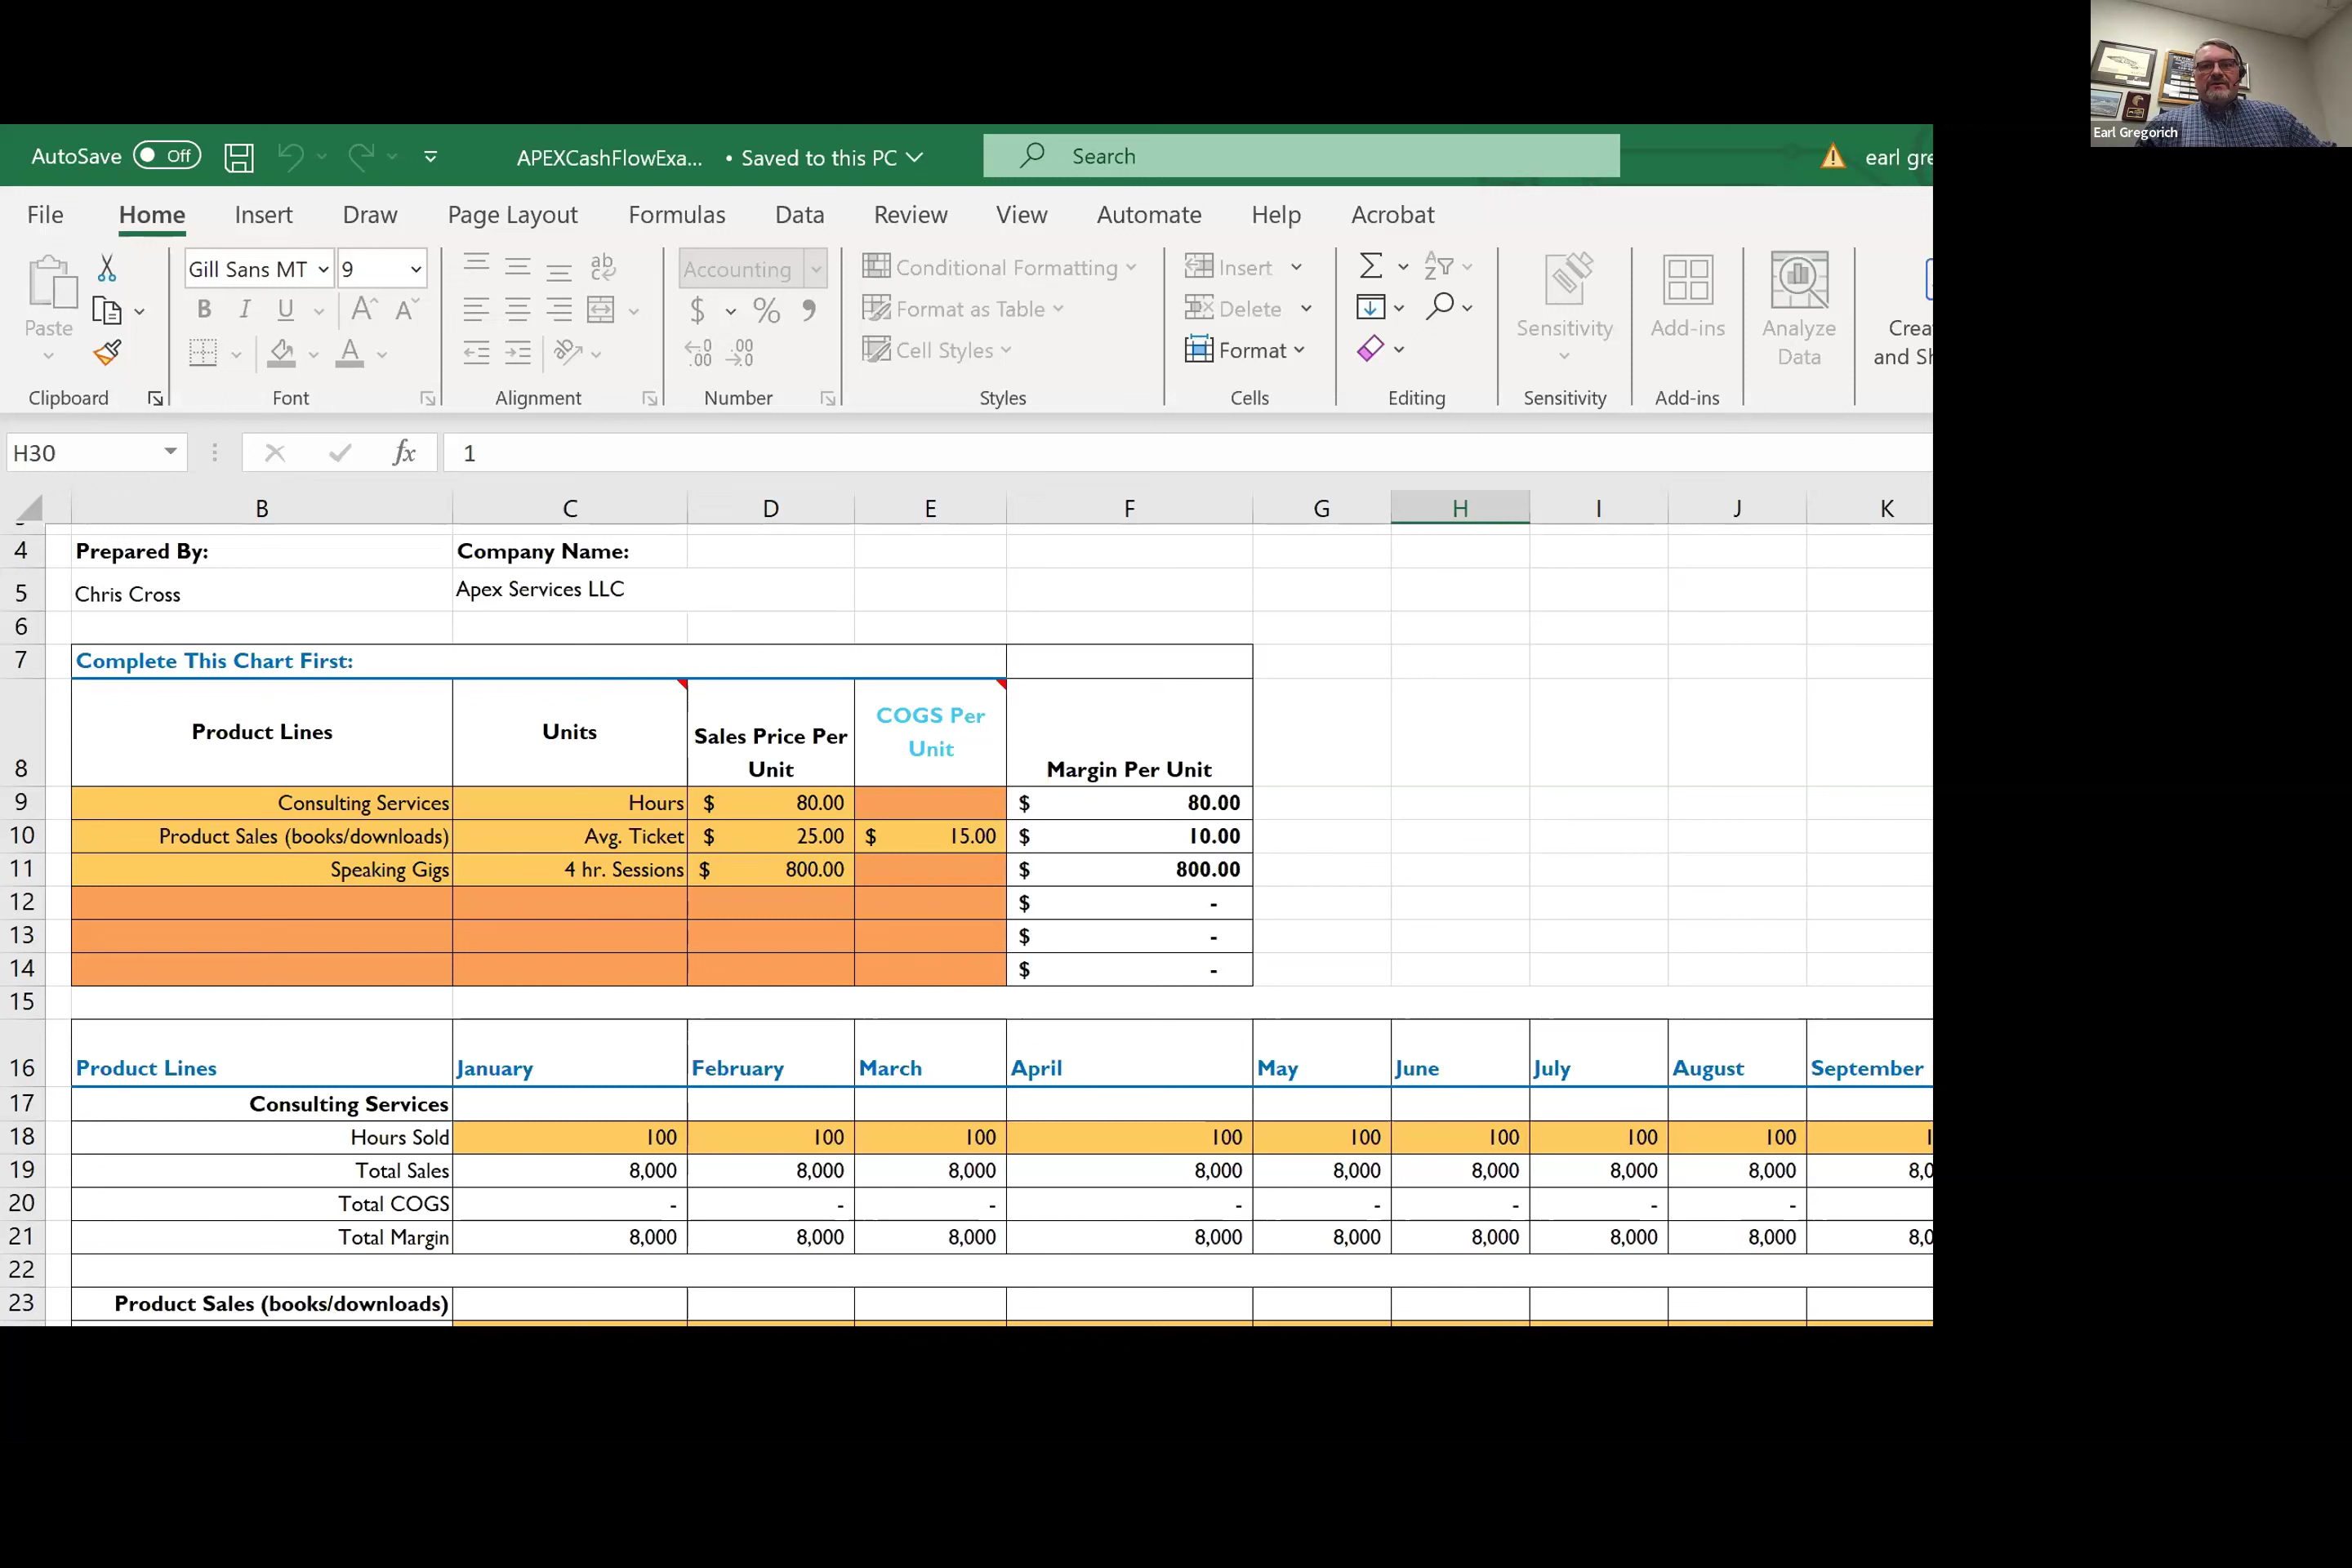 Earl Gregorich
AutoSave Off APEXCashFlowExa... • Saved to this PC Search earl gre
File Home Insert Draw Page Layout Formulas Data Review View Automate Help Acrobat
Paste
Clipboard
Gill Sans MT 9
B I U A A
A
Font
ab
Alignment
Accounting
$ % ,
.00 .00
Number
Conditional Formatting
Format as Table
Cell Styles
Styles
Insert
Delete
Format
Cells
Editing
Sensitivity
Sensitivity
Add-ins
Add-ins
Analyze
Data
Crea
and Sh
H30 fx 1
B C D E F G H I J K
4 Prepared By: Company Name:
5 Chris Cross Apex Services LLC
6
7 Complete This Chart First:
8 Product Lines Units Sales Price Per Unit COGS Per Unit Margin Per Unit
9 Consulting Services Hours $ 80.00 $ 80.00
10 Product Sales (books/downloads) Avg. Ticket $ 25.00 $ 15.00 $ 10.00
11 Speaking Gigs 4 hr. Sessions $ 800.00 $ 800.00
12 $ -
13 $ -
14 $ -
15
16 Product Lines January February March April May June July August September
17 Consulting Services
18 Hours Sold 100 100 100 100 100 100 100 100 1
19 Total Sales 8,000 8,000 8,000 8,000 8,000 8,000 8,000 8,000 8,0
20 Total COGS - - - - - - - -
21 Total Margin 8,000 8,000 8,000 8,000 8,000 8,000 8,000 8,000 8,0
22
23 Product Sales (books/downloads)